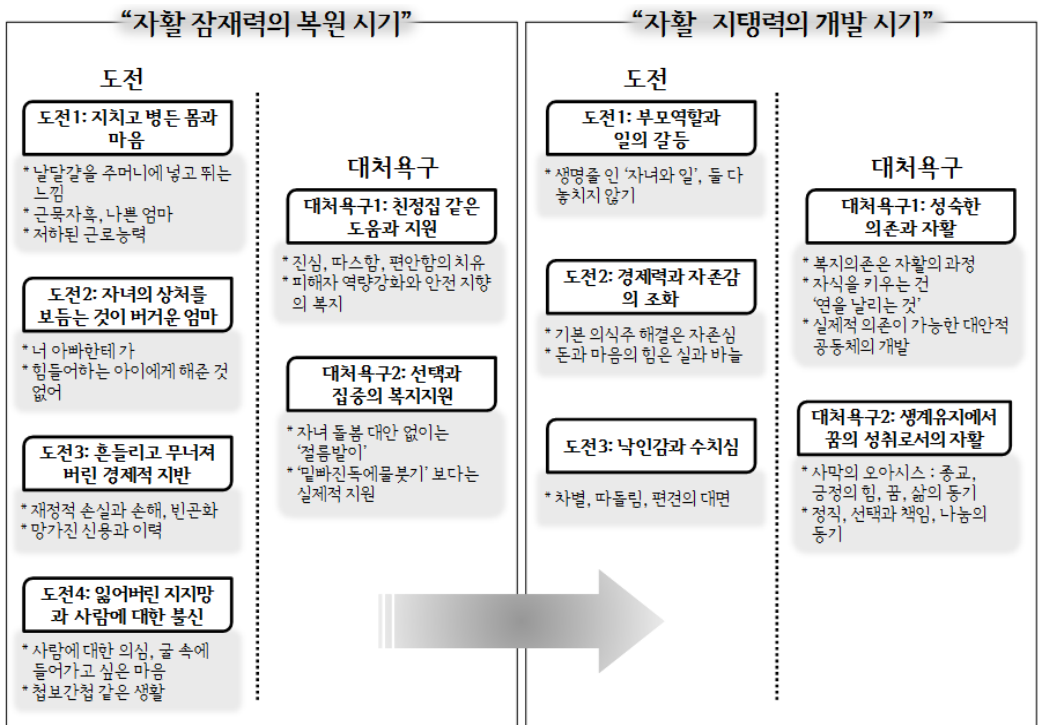 “자활 잠재력의 복원 시기”
도전
도전1: 지치고 병든 몸과
마음
* 날달걀을 주머니에 넣고 뛰는
느낌
* 근묵자흑, 나쁜 엄마
* 저하된 근로능력
도전2: 자녀의 상처를
보듬는 것이 버거운 엄마
* 너 아빠한테 가
* 힘들어하는 아이에게 해준 것
없어
도전3: 흔들리고 무너져
버린 경제적 지반
* 재정적 손실과 손해, 빈곤화
* 망가진 신용과 이력
도전4: 잃어버린 지지망
과 사람에 대한 불신
* 사람에 대한 의심, 굴 속에
들어가고 싶은 마음
* 첩보간첩 같은 생활
대처욕구
대처욕구1: 친정집 같은
도움과 지원
* 진심, 따스함, 편안함의 치유
* 피해자 역량강화와 안전 지향
의 복지
대처욕구2: 선택과
집중의 복지지원
* 자녀 돌봄 대안 없이는
‘절름발이’
* ‘밑빠진독에물붓기’ 보다는
실제적 지원
“자활 지탱력의 개발 시기”
도전
도전1: 부모역할과
일의 갈등
* 생명줄 인 ‘자녀와 일’, 둘 다
놓치지 않기
도전2: 경제력과 자존감
의 조화
* 기본 의식주 해결은 자존심
* 돈과 마음의 힘은 실과 바늘
도전3: 낙인감과 수치심
* 차별, 따돌림, 편견의 대면
대처욕구
대처욕구1: 성숙한
의존과 자활
* 복지의존은 자활의 과정
* 자식을 키우는 건
‘연을 날리는 것’
* 실제적 의존이 가능한 대안적
공동체의 개발
대처욕구2: 생계유지에서
꿈의 성취로서의 자활
* 사막의 오아시스 : 종교,
긍정의 힘, 꿈, 삶의 동기
* 정직, 선택과 책임, 나눔의
동기